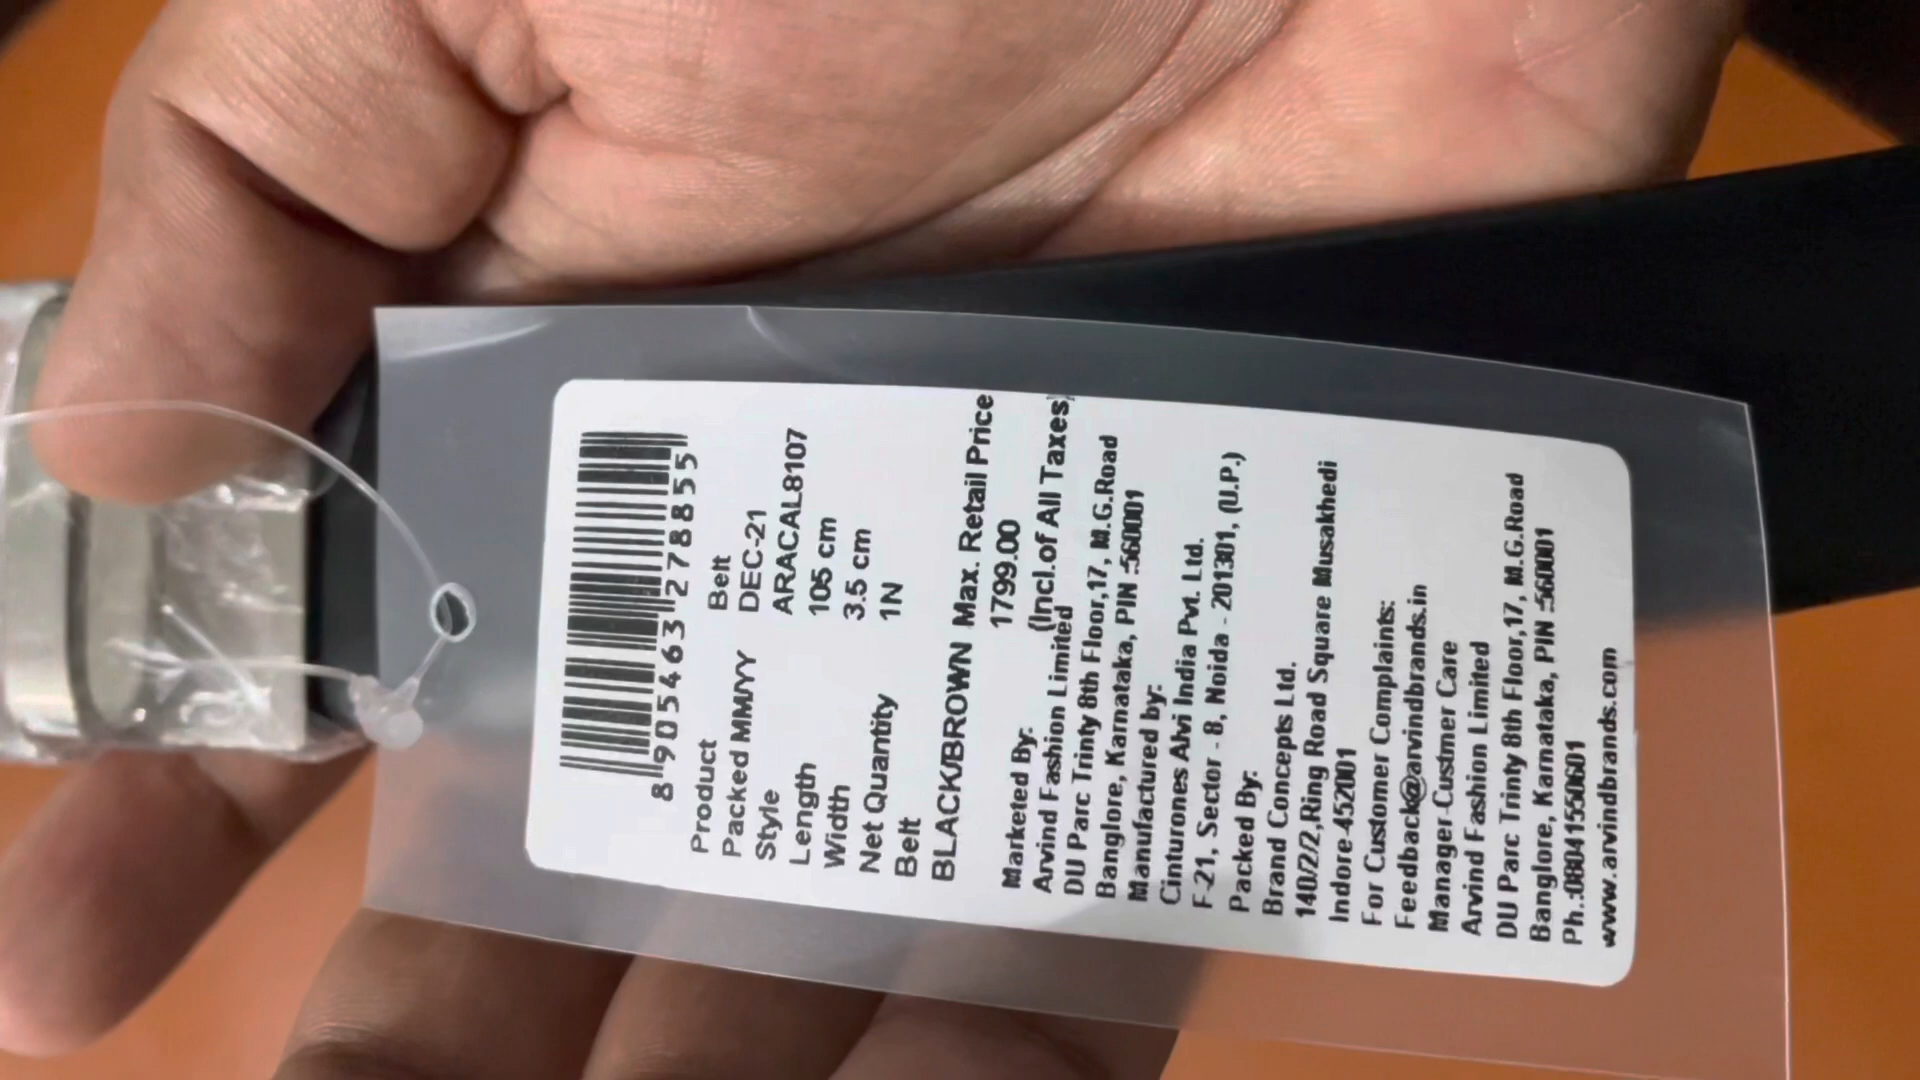 8 905463 278855
Product Belt
Packed MM/YY DEC-21
Style ARACAL8107
Length 105 cm
Width 3.5 cm
Net Quantity 1N
Belt
BLACK/BROWN Max. Retail Price
1799.00
(Incl.of All Taxes)
Marketed By:
Arvind Fashion Limited
DU Parc Trinty 8th Floor,17, M.G.Road
Banglore, Karnataka, PIN :560001
Manufactured by:
Cinturones Alvi India Pvt. Ltd.
F-21, Sector - 8, Noida - 201301, (U.P.)
Packed By:
Brand Concepts Ltd.
140/2/2,Ring Road Square Musakhedi
Indore-452001
For Customer Complaints:
Feedback@arvindbrands.in
Manager-Custmer Care
Arvind Fashion Limited
DU Parc Trinty 8th Floor,17, M.G.Road
Banglore, Karnataka, PIN :560001
Ph.:08041550601
www.arvindbrands.com